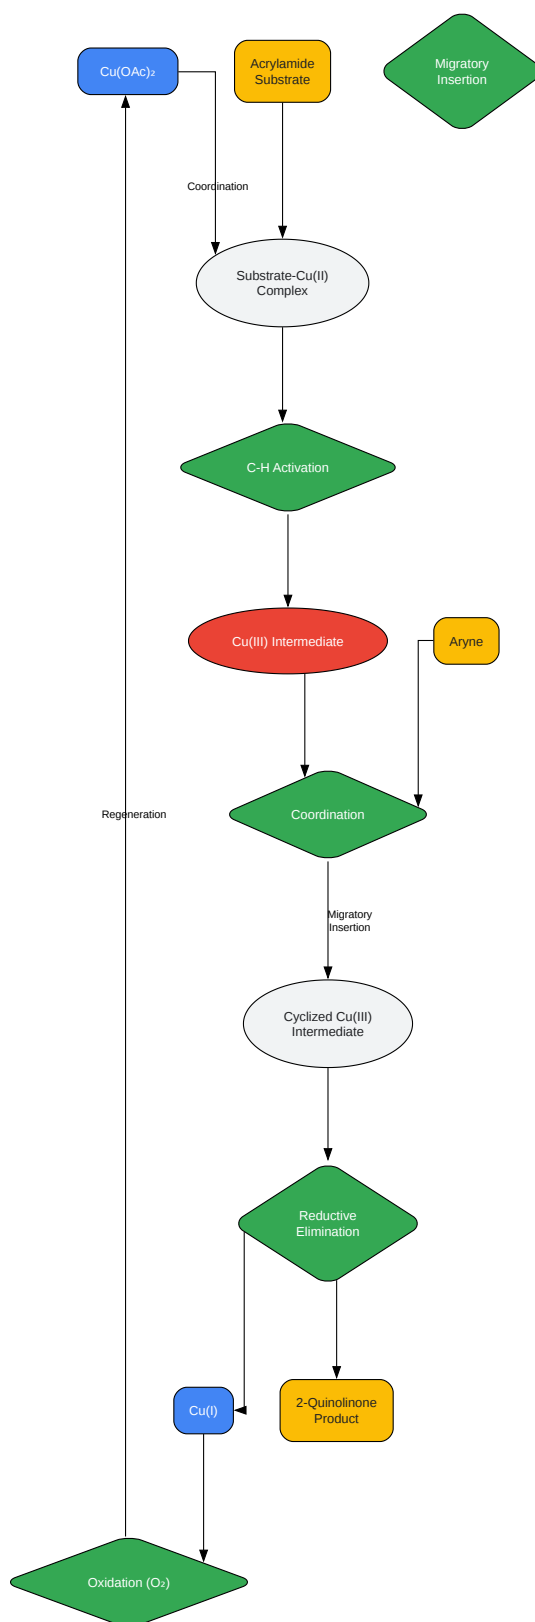 Cu(OAc)₂
Acrylamide
Substrate
Migratory
Insertion
Coordination
Substrate-Cu(II)
Complex
C-H Activation
Cu(III) Intermediate
Aryne
Coordination
Regeneration
Migratory
Insertion
Cyclized Cu(III)
Intermediate
Reductive
Elimination
Cu(I)
2-Quinolinone
Product
Oxidation (O₂)